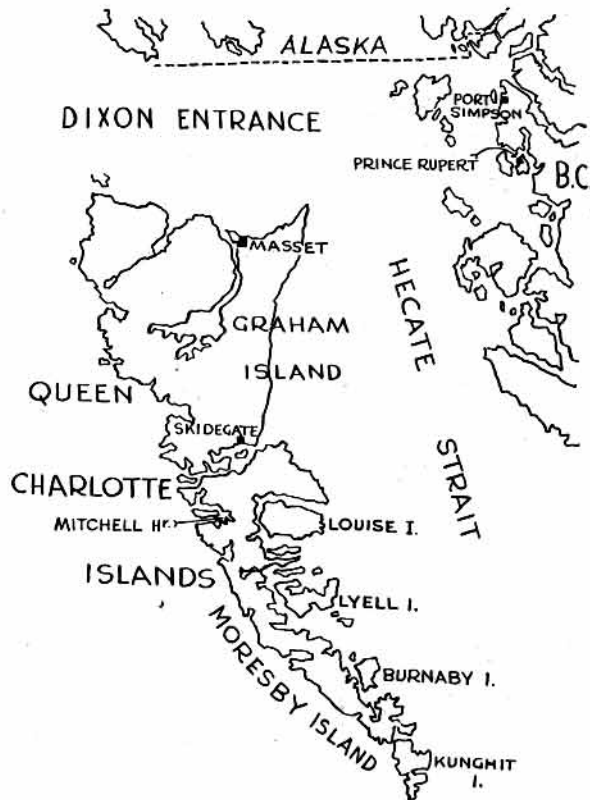 ALASKA
DIXON ENTRANCE
PORT
SIMPSON
PRINCE RUPERT
B.C.
MASSET
HECATE
STRAIT
GRAHAM
ISLAND
QUEEN
SKIDEGATE
CHARLOTTE
MITCHELL Hr.
LOUISE I.
ISLANDS
LYELL I.
MORESBY ISLAND
BURNABY I.
KUNGHIT
I.